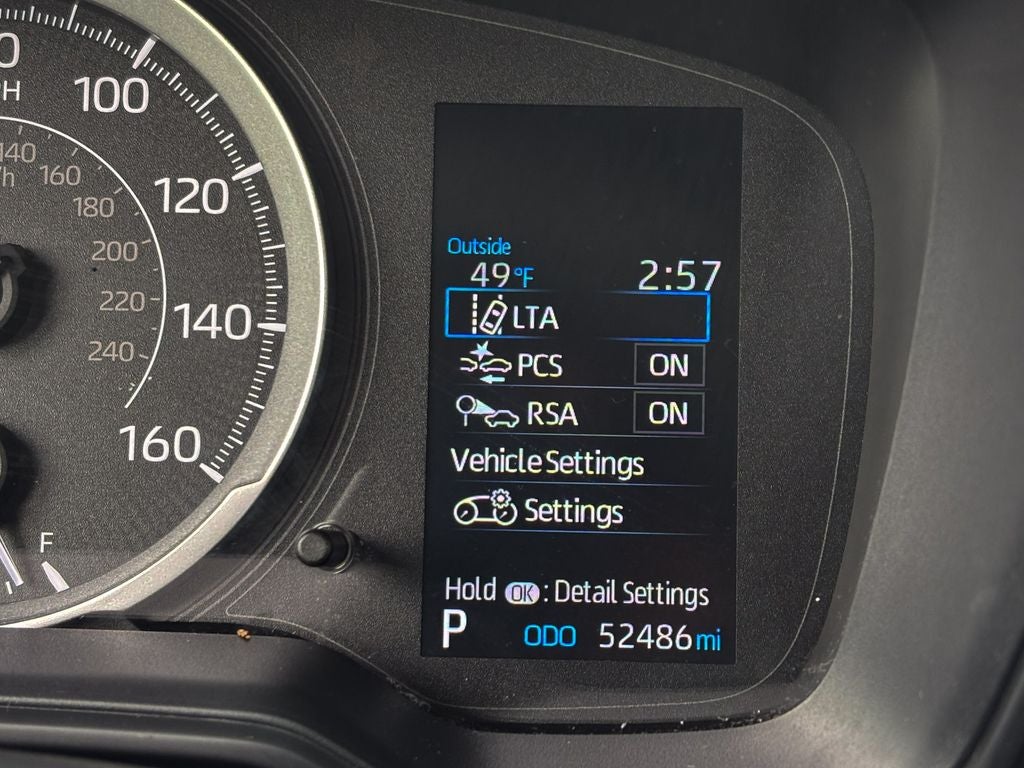 100
120
140
160
140
160
180
200
220
240
F
Outside
49°F 2:57
LTA
PCS ON
RSA ON
Vehicle Settings
Settings
Hold OK : Detail Settings
P ODO 52486 mi